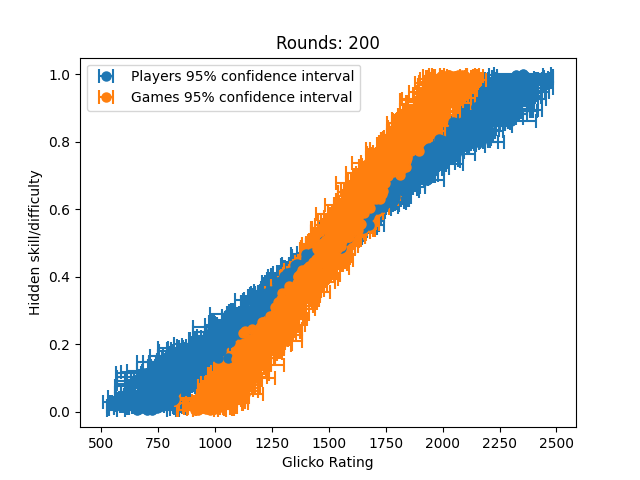 Rounds: 200
Players 95% confidence interval
Games 95% confidence interval
1.0
0.8
0.6
0.4
0.2
0.0
Hidden skill/difficulty
500 750 1000 1250 1500 1750 2000 2250 2500
Glicko Rating